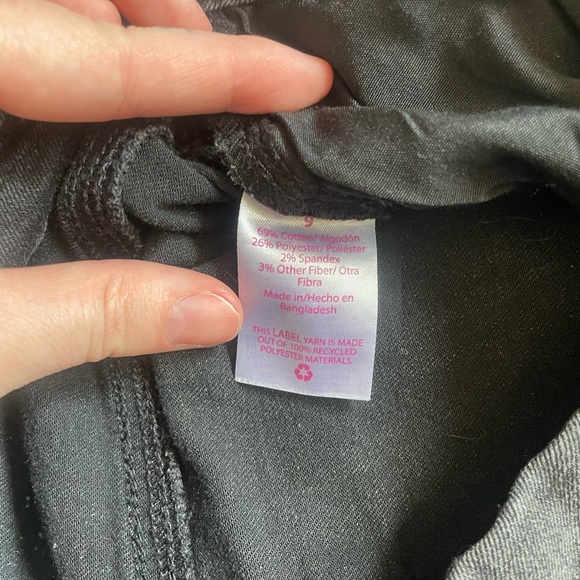 9
69% Cotton/ Algodón
26% Polyester/ Poliéster
2% Spandex
3% Other Fiber/ Otra
Fibra
Made in/Hecho en
Bangladesh
THIS LABEL YARN IS MADE
OUT OF 100% RECYCLED
POLYESTER MATERIALS